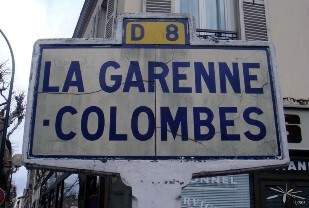 D 8
LA GARENNE
-COLOMBES